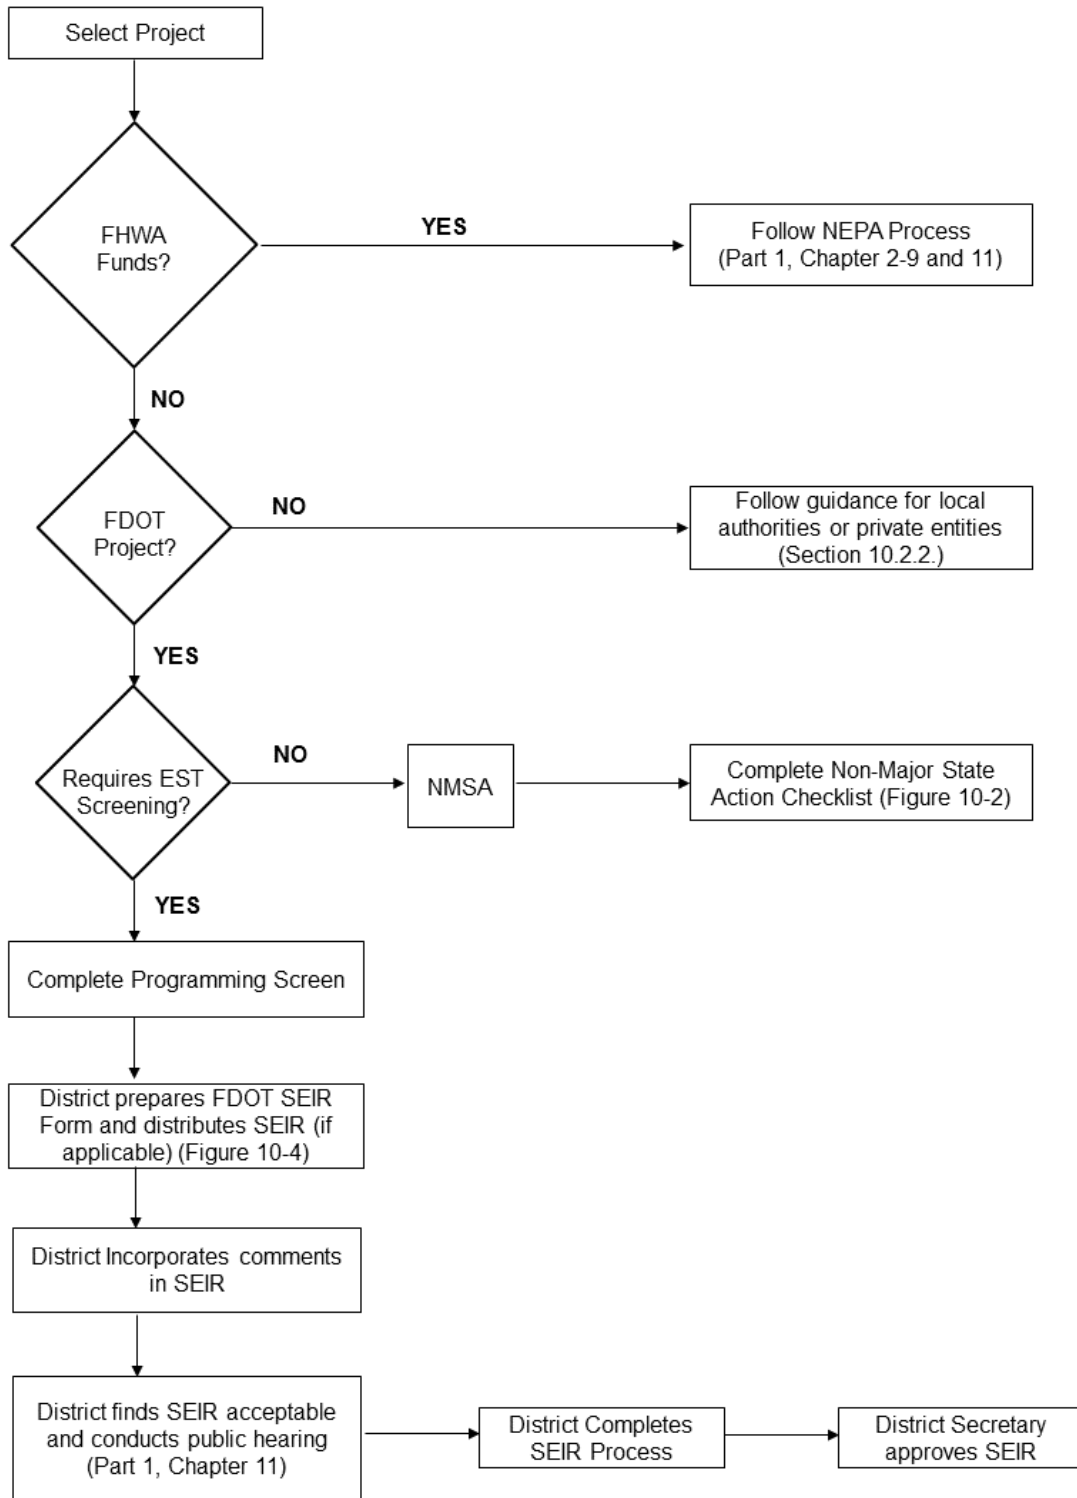 Select Project
FHWA
Funds?
YES
Follow NEPA Process
(Part 1, Chapter 2-9 and 11)
NO
FDOT
Project?
NO
Follow guidance for local
authorities or private entities
(Section 10.2.2.)
YES
Requires EST
Screening?
NO
NMSA
Complete Non-Major State
Action Checklist (Figure 10-2)
YES
Complete Programming Screen
District prepares FDOT SEIR
Form and distributes SEIR (if
applicable) (Figure 10-4)
District Incorporates comments
in SEIR
District finds SEIR acceptable
and conducts public hearing
(Part 1, Chapter 11)
District Completes
SEIR Process
District Secretary
approves SEIR